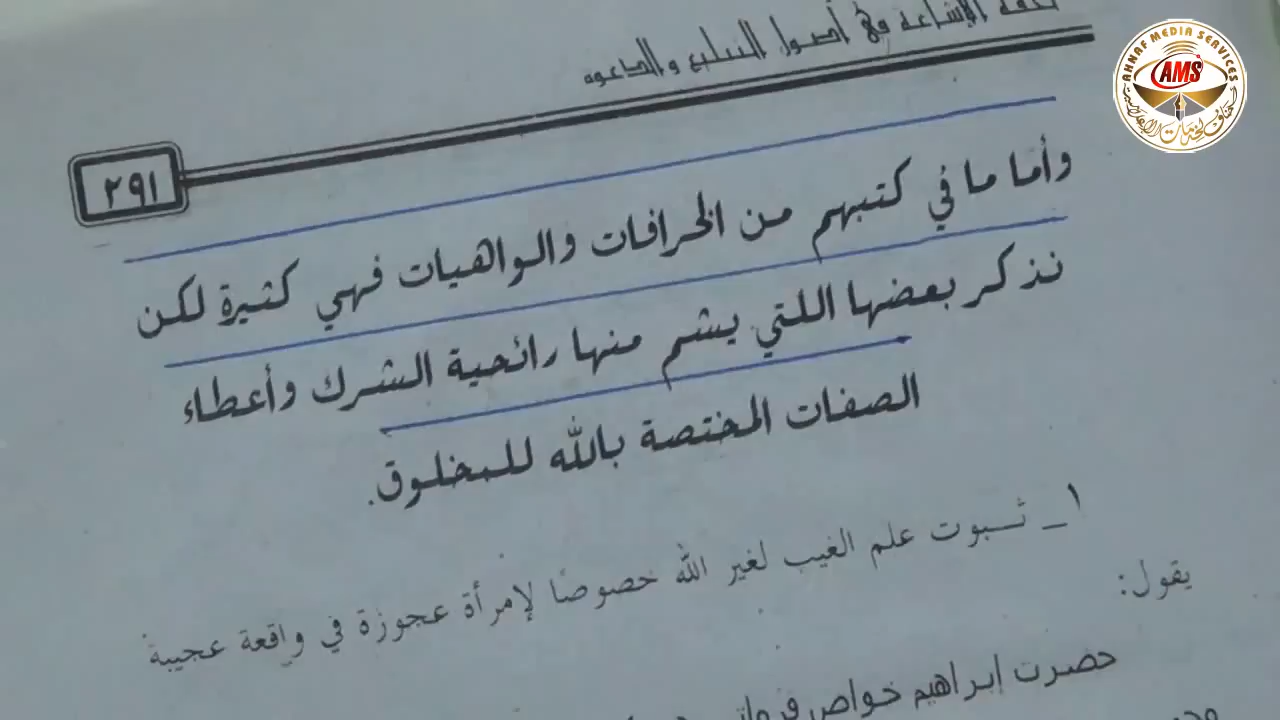 تحفة الإشاعة في أصول التبليغ والدعوة
٢٩١
وأما ما في كتبهم من الخرافات والواهيات فهي كثيرة لكن
نذكر بعضها اللتي يشم منها رائحية الشرك وأعطاء
الصفات المختصة بالله للمخلوق.
١_ ثبوت علم الغيب لغير الله خصوصًا لإمرأة عجوزة في واقعة عجيبة
يقول:
حضرت إبراهيم خواص
AHNAF MEDIA SERVICES
AMS